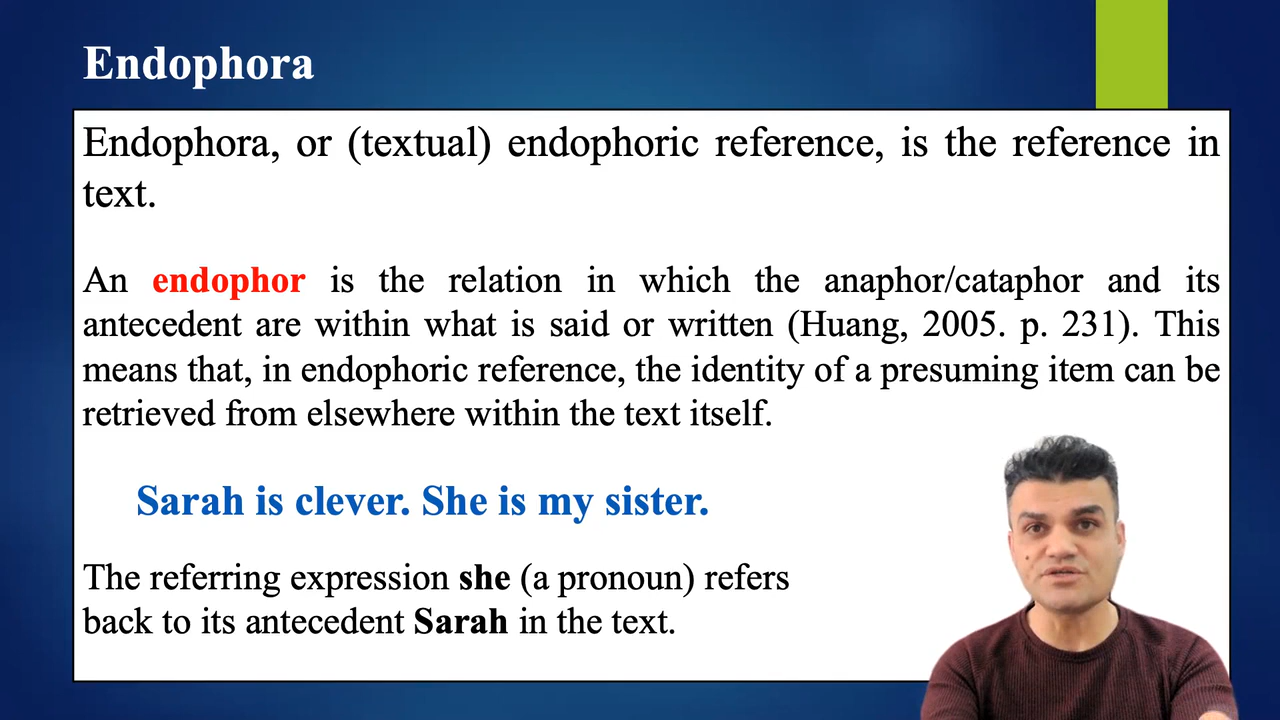 Endophora
Endophora, or (textual) endophoric reference, is the reference in
text.
An endophor is the relation in which the anaphor/cataphor and its
antecedent are within what is said or written (Huang, 2005. p. 231). This
means that, in endophoric reference, the identity of a presuming item can be
retrieved from elsewhere within the text itself.
Sarah is clever. She is my sister.
The referring expression she (a pronoun) refers
back to its antecedent Sarah in the text.